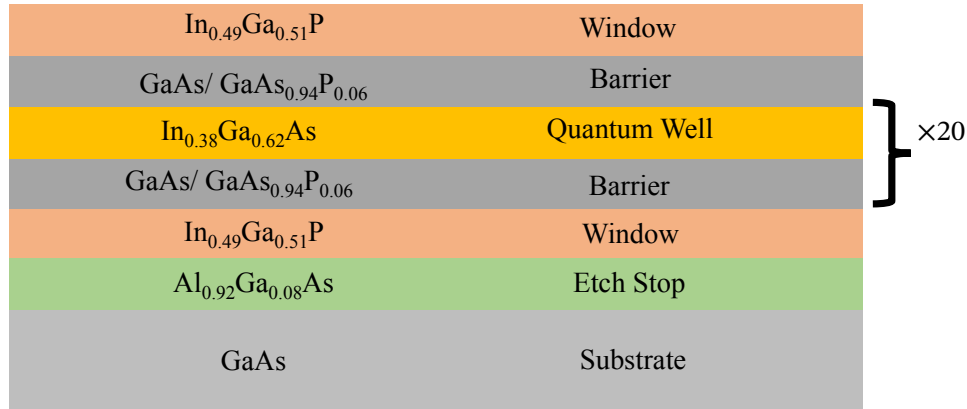 In₀.₄₉Ga₀.₅₁P Window
GaAs/ GaAs₀.₉₄P₀.₀₆ Barrier
In₀.₃₈Ga₀.₆₂As Quantum Well ×20
GaAs/ GaAs₀.₉₄P₀.₀₆ Barrier
In₀.₄₉Ga₀.₅₁P Window
Al₀.₉₂Ga₀.₀₈As Etch Stop
GaAs Substrate